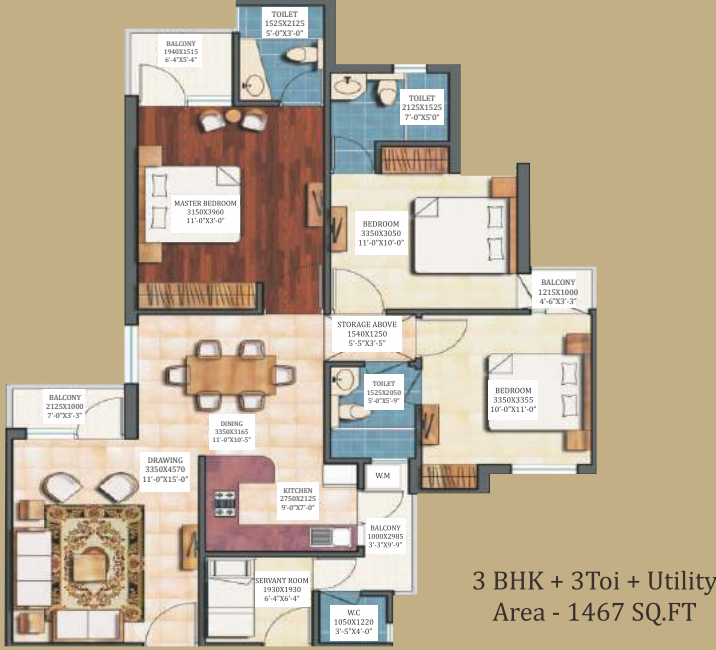 TOILET
1525X2125
5'-0"X3'-0"
BALCONY
1940X1515
6'-4"X5'-4"
TOILET
2125X1525
7'-0"X5'0"
MASTER BEDROOM
3150X3960
11'-0"X3'-0"
BEDROOM
3350X3050
11'-0"X10'-0"
BALCONY
1215X1000
4'-6"X3'-3"
STORAGE ABOVE
1540X1250
5'-5"X3'-5"
TOILET
1525X2050
5'-0"X5'-9"
BEDROOM
3350X3355
10'-0"X11'-0"
BALCONY
2125X1000
7'-0"X3'-3"
DINING
3350X3165
11'-0"X10'-5"
DRAWING
3350X4570
11'-0"X15'-0"
W.M
KITCHEN
2750X2125
9'-0"X7'-0"
BALCONY
1000X2985
3'-3"X9'-9"
SERVANT ROOM
1930X1930
6'-4"X6'-4"
W.C
1050X1220
3'-5"X4'-0"
3 BHK + 3Toi + Utility
Area - 1467 SQ.FT